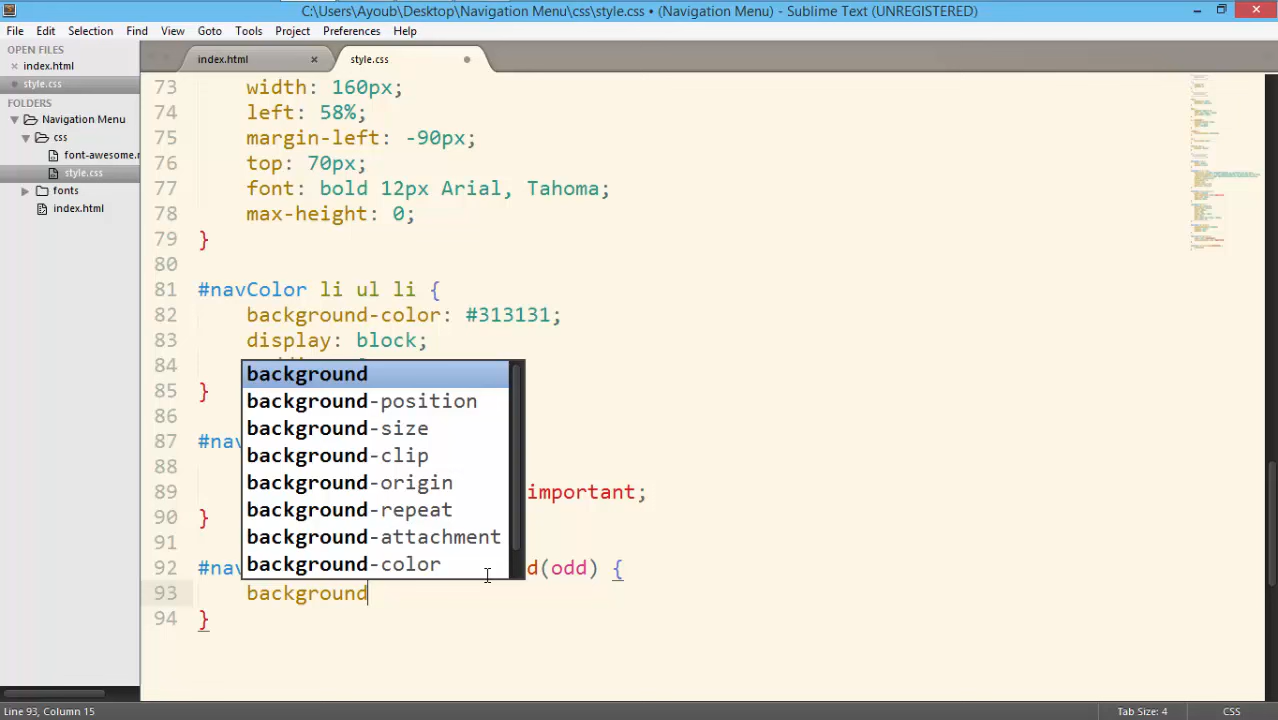 C:\Users\Ayoub\Desktop\Navigation Menu\css\style.css • (Navigation Menu) - Sublime Text (UNREGISTERED)
File Edit Selection Find View Goto Tools Project Preferences Help
OPEN FILES
index.html
style.css
FOLDERS
Navigation Menu
css
font-awesome.m
style.css
fonts
index.html
index.html
style.css
73 width: 160px;
74 left: 58%;
75 margin-left: -90px;
76 top: 70px;
77 font: bold 12px Arial, Tahoma;
78 max-height: 0;
79 }
80
81 #navColor li ul li {
82 background-color: #313131;
83 display: block;
84
85 }
86
87 #nav
88
89 important;
90 }
91
92 #nav d(odd) {
93 background
94 }
background
background-position
background-size
background-clip
background-origin
background-repeat
background-attachment
background-color
Line 93, Column 15
Tab Size: 4
CSS